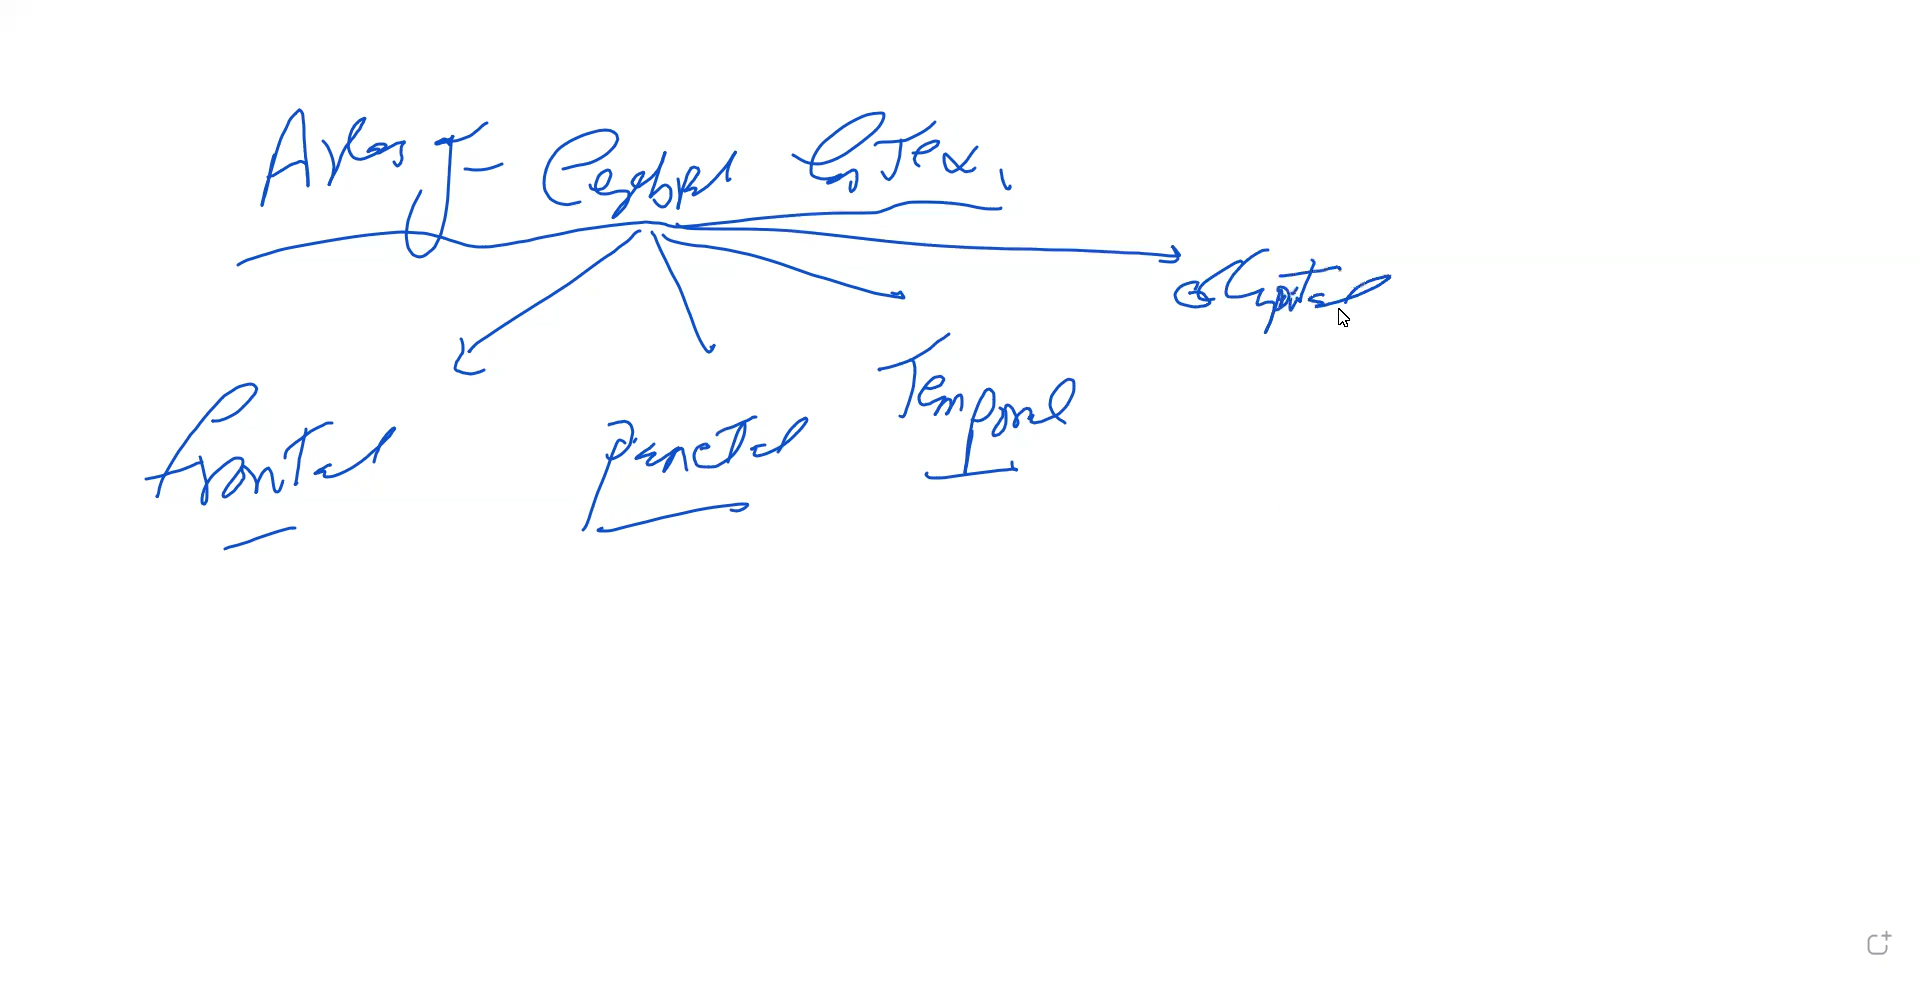 Areas of Cerebral Cortex.
Occipital
Temporal
Frontal
Parietal